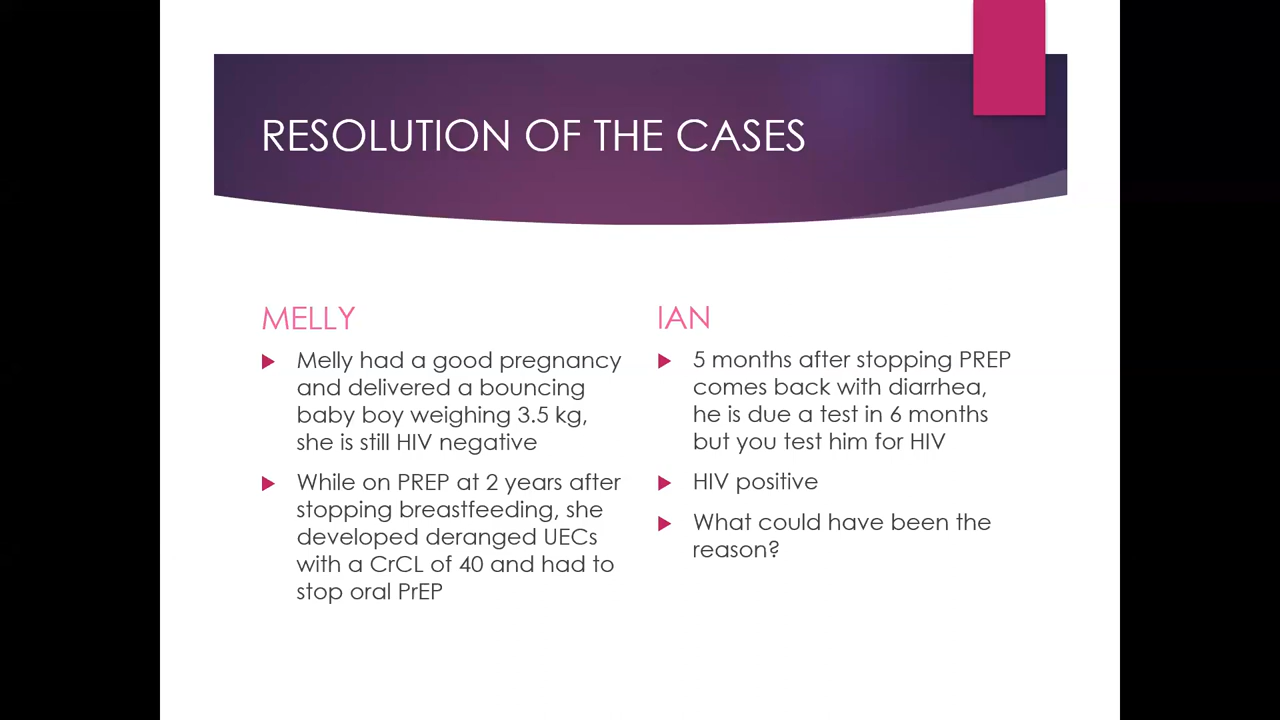 RESOLUTION OF THE CASES
MELLY
Melly had a good pregnancy
and delivered a bouncing
baby boy weighing 3.5 kg,
she is still HIV negative
While on PREP at 2 years after
stopping breastfeeding, she
developed deranged UECs
with a CrCL of 40 and had to
stop oral PrEP
IAN
5 months after stopping PREP
comes back with diarrhea,
he is due a test in 6 months
but you test him for HIV
HIV positive
What could have been the
reason?